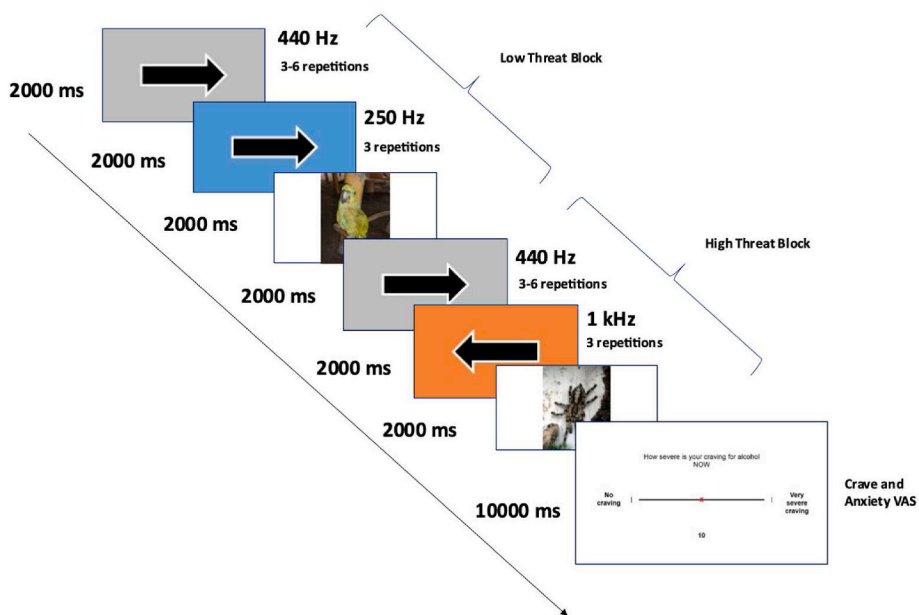 440 Hz
3-6 repetitions
Low Threat Block
2000 ms
250 Hz
3 repetitions
2000 ms
2000 ms
High Threat Block
440 Hz
3-6 repetitions
2000 ms
1 kHz
3 repetitions
2000 ms
2000 ms
How severe is your craving for alcohol
NOW
No
craving
Very
severe
craving
10
Crave and
Anxiety VAS
10000 ms